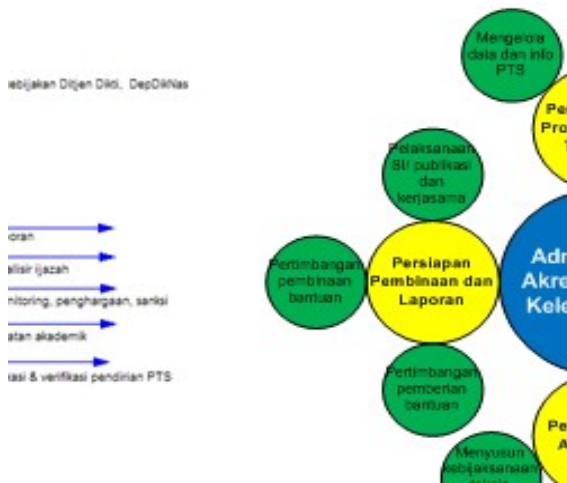 Mengelola
data dan info
PTS
ebijakan Ditjen Dikti, DepDikNas
Pe
Pro
Pelaksanaan
SI/ publikasi
dan
kerjasama
oran
alisir ijazah
nitoring, penghargaan, sanksi
atan akademik
asi & verifikasi pendirian PTS
Pertimbangan
pembinaan
bantuan
Persiapan
Pembinaan dan
Laporan
Adm
Akre
Kele
Pertimbangan
pemberian
bantuan
Pe
A
Menyusun
kebijaksanaan